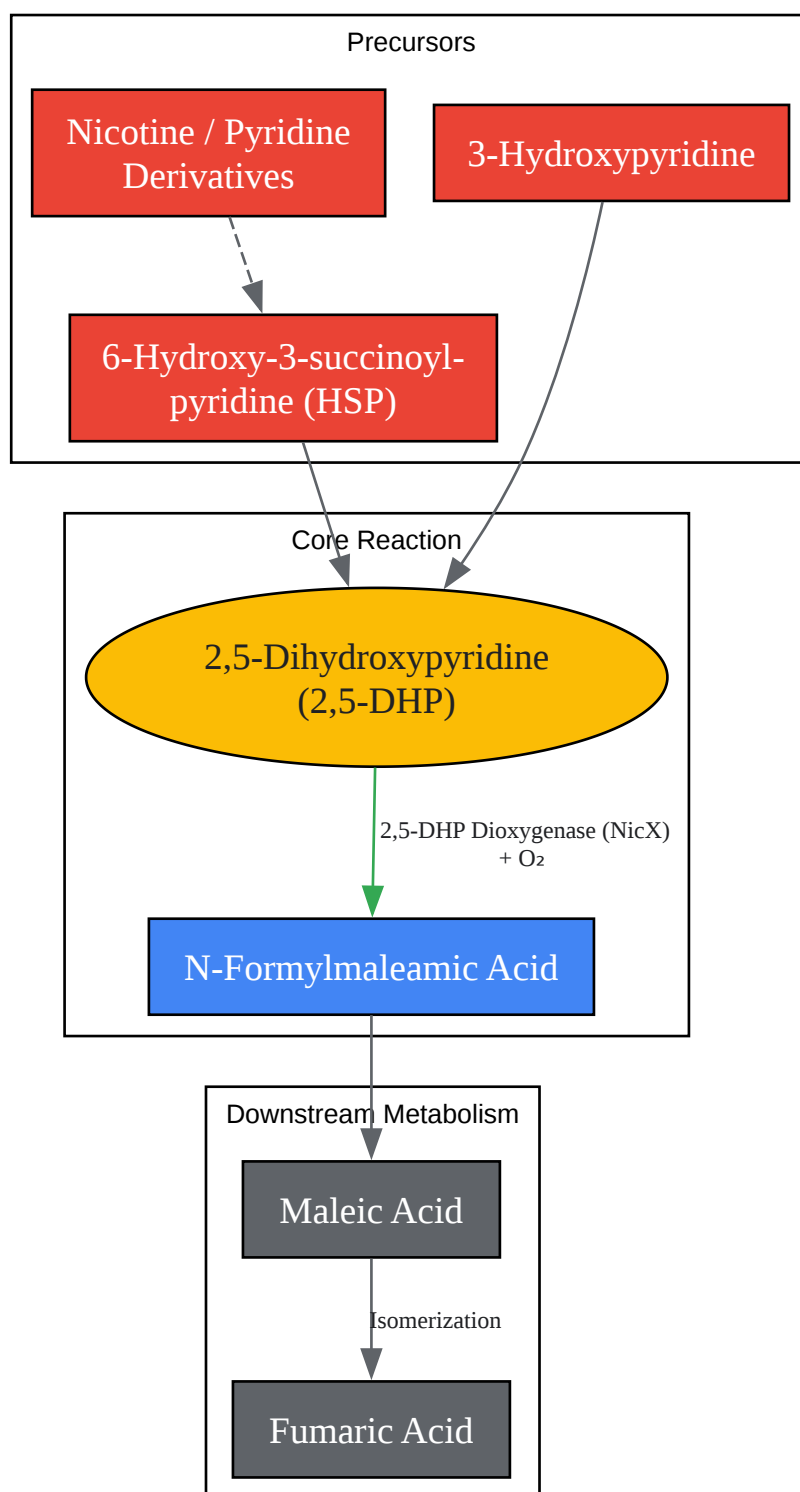 Precursors
Nicotine / Pyridine
Derivatives
3-Hydroxypyridine
6-Hydroxy-3-succinoyl-
pyridine (HSP)
Core Reaction
2,5-Dihydroxypyridine
(2,5-DHP)
2,5-DHP Dioxygenase (NicX)
+ O₂
N-Formylmaleamic Acid
Downstream Metabolism
Maleic Acid
Isomerization
Fumaric Acid